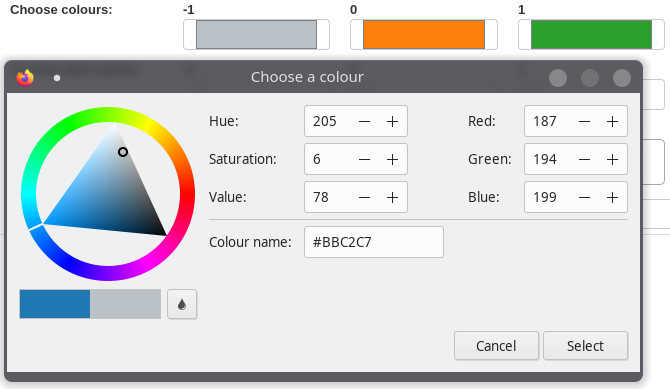 Choose colours: -1 0 1
Choose a colour
Hue: 205 Red: 187
Saturation: 6 Green: 194
Value: 78 Blue: 199
Colour name: #BBC2C7
Cancel Select